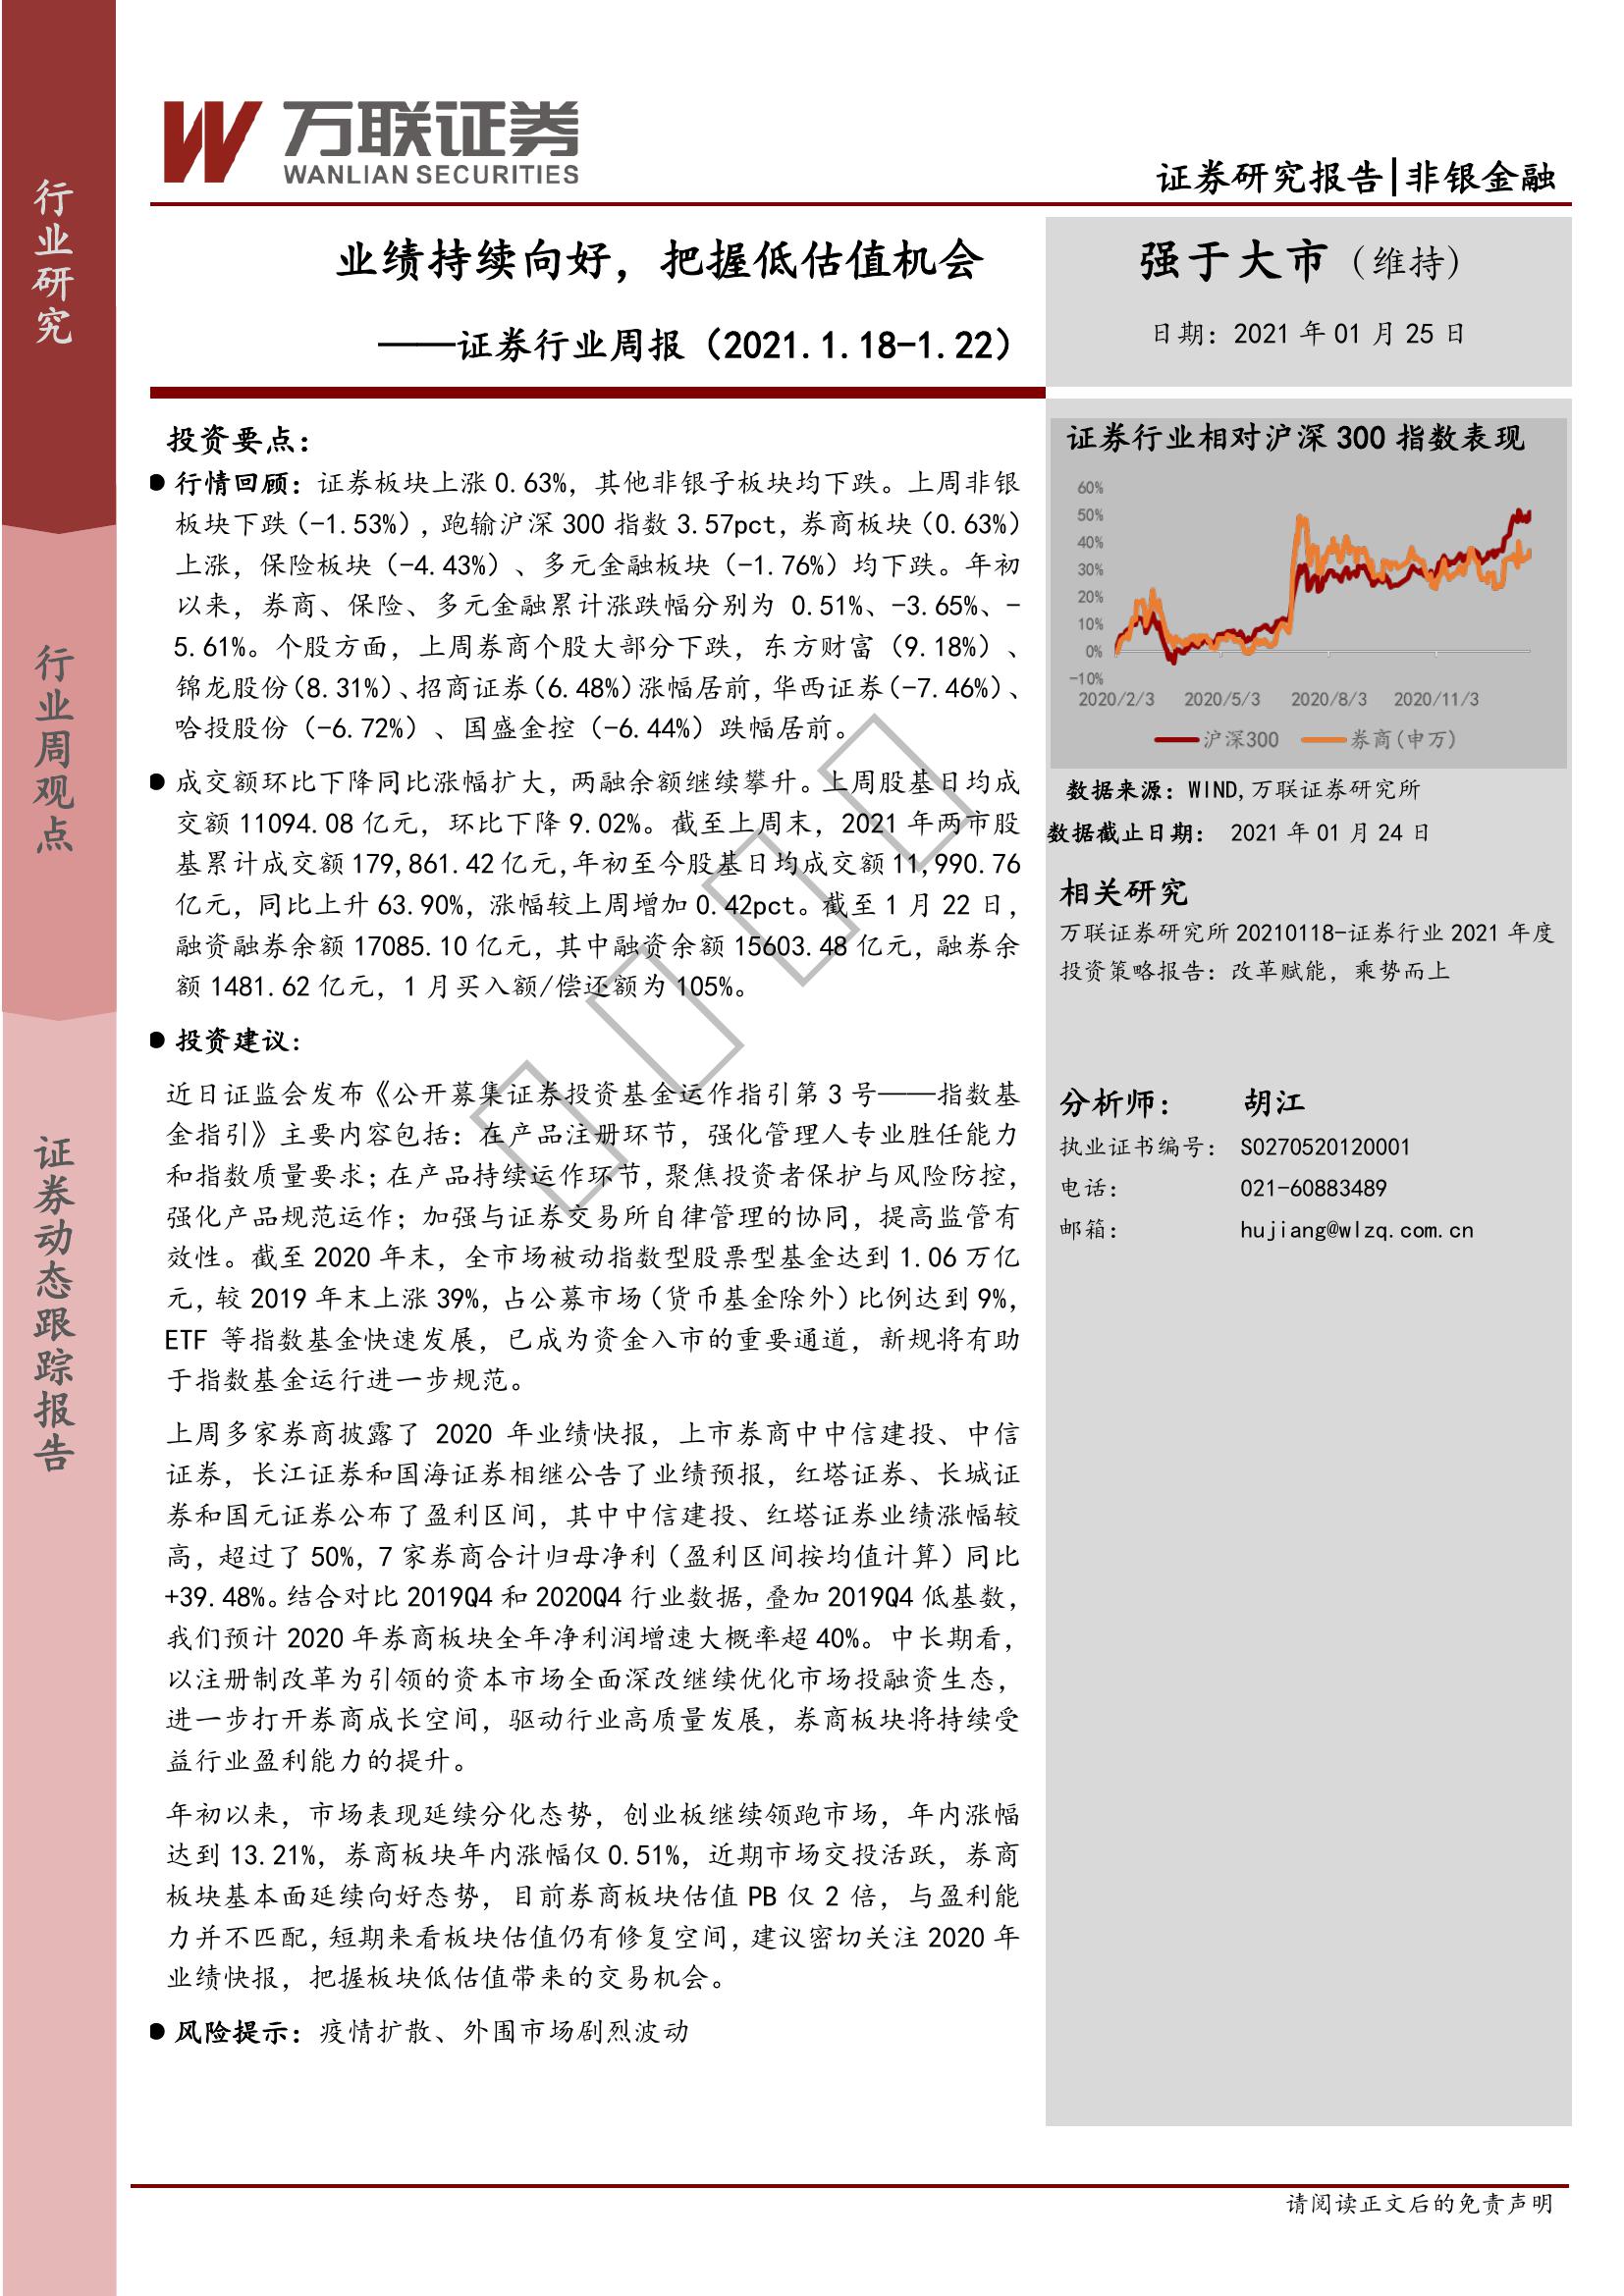 行业研究
行业周观点
证券动态跟踪报告
万联证券
WANLIAN SECURITIES
证券研究报告|非银金融
业绩持续向好，把握低估值机会
——证券行业周报（2021.1.18-1.22）
强于大市（维持）
日期：2021 年 01 月 25 日
投资要点：
● 行情回顾：证券板块上涨 0.63%，其他非银子板块均下跌。上周非银
板块下跌（-1.53%），跑输沪深 300 指数 3.57pct，券商板块（0.63%）
上涨，保险板块（-4.43%）、多元金融板块（-1.76%）均下跌。年初
以来，券商、保险、多元金融累计涨跌幅分别为 0.51%、-3.65%、-
5.61%。个股方面，上周券商个股大部分下跌，东方财富（9.18%）、
锦龙股份（8.31%）、招商证券（6.48%）涨幅居前，华西证券（-7.46%）、
哈投股份（-6.72%）、国盛金控（-6.44%）跌幅居前。
● 成交额环比下降同比涨幅扩大，两融余额继续攀升。上周股基日均成
交额 11094.08 亿元，环比下降 9.02%。截至上周末，2021 年两市股
基累计成交额 179,861.42 亿元，年初至今股基日均成交额 11,990.76
亿元，同比上升 63.90%，涨幅较上周增加 0.42pct。截至 1 月 22 日，
融资融券余额 17085.10 亿元，其中融资余额 15603.48 亿元，融券余
额 1481.62 亿元，1 月买入额/偿还额为 105%。
● 投资建议：
近日证监会发布《公开募集证券投资基金运作指引第 3 号——指数基
金指引》主要内容包括：在产品注册环节，强化管理人专业胜任能力
和指数质量要求；在产品持续运作环节，聚焦投资者保护与风险防控，
强化产品规范运作；加强与证券交易所自律管理的协同，提高监管有
效性。截至 2020 年末，全市场被动指数型股票型基金达到 1.06 万亿
元，较 2019 年末上涨 39%，占公募市场（货币基金除外）比例达到 9%，
ETF 等指数基金快速发展，已成为资金入市的重要通道，新规将有助
于指数基金运行进一步规范。
上周多家券商披露了 2020 年业绩快报，上市券商中中信建投、中信
证券，长江证券和国海证券相继公告了业绩预报，红塔证券、长城证
券和国元证券公布了盈利区间，其中中信建投、红塔证券业绩涨幅较
高，超过了 50%，7 家券商合计归母净利（盈利区间按均值计算）同比
+39.48%。结合对比 2019Q4 和 2020Q4 行业数据，叠加 2019Q4 低基数，
我们预计 2020 年券商板块全年净利润增速大概率超 40%。中长期看，
以注册制改革为引领的资本市场全面深改继续优化市场投融资生态，
进一步打开券商成长空间，驱动行业高质量发展，券商板块将持续受
益行业盈利能力的提升。
年初以来，市场表现延续分化态势，创业板继续领跑市场，年内涨幅
达到 13.21%，券商板块年内涨幅仅 0.51%，近期市场交投活跃，券商
板块基本面延续向好态势，目前券商板块估值 PB 仅 2 倍，与盈利能
力并不匹配，短期来看板块估值仍有修复空间，建议密切关注 2020 年
业绩快报，把握板块低估值带来的交易机会。
● 风险提示：疫情扩散、外围市场剧烈波动
证券行业相对沪深 300 指数表现
60%
50%
40%
30%
20%
10%
0%
-10%
2020/2/3 2020/5/3 2020/8/3 2020/11/3
沪深300 券商(申万)
数据来源：WIND,万联证券研究所
数据截止日期： 2021 年 01 月 24 日
相关研究
万联证券研究所 20210118-证券行业 2021 年度
投资策略报告：改革赋能，乘势而上
分析师： 胡江
执业证书编号： S0270520120001
电话： 021-60883489
邮箱： hujiang@wlzq.com.cn
请阅读正文后的免责声明